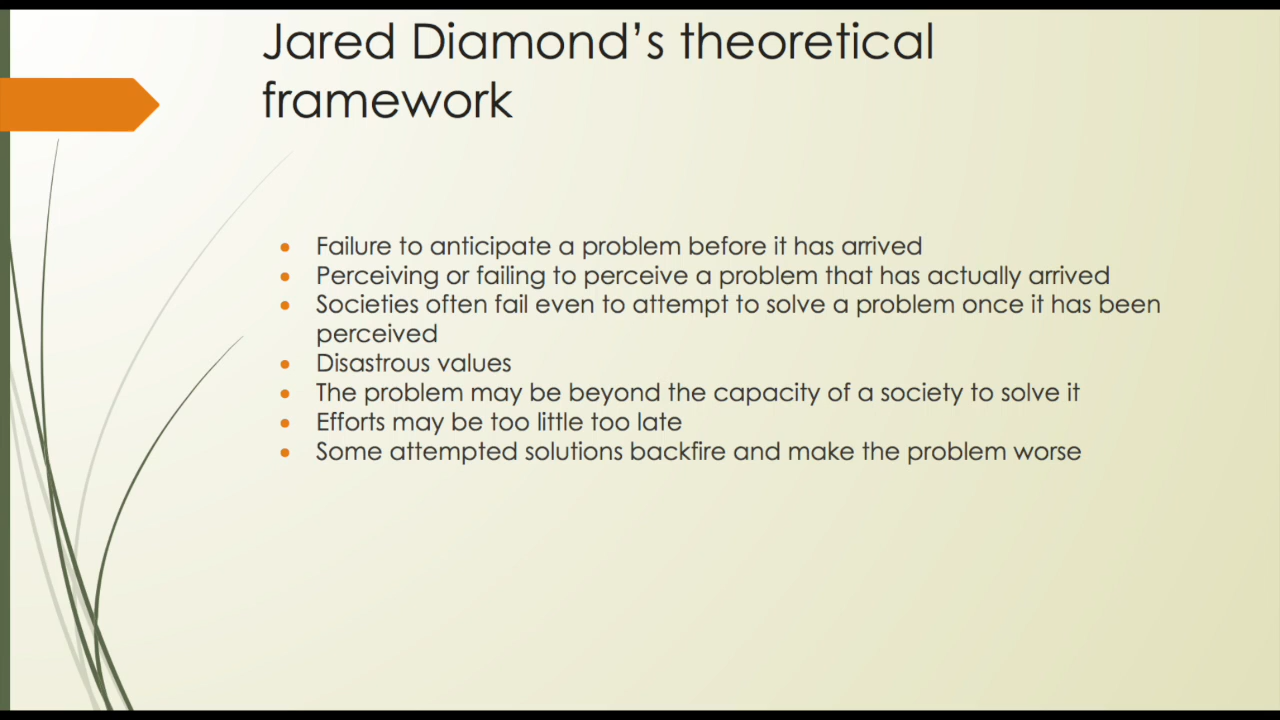 Jared Diamond’s theoretical
framework
• Failure to anticipate a problem before it has arrived
• Perceiving or failing to perceive a problem that has actually arrived
• Societies often fail even to attempt to solve a problem once it has been
perceived
• Disastrous values
• The problem may be beyond the capacity of a society to solve it
• Efforts may be too little too late
• Some attempted solutions backfire and make the problem worse